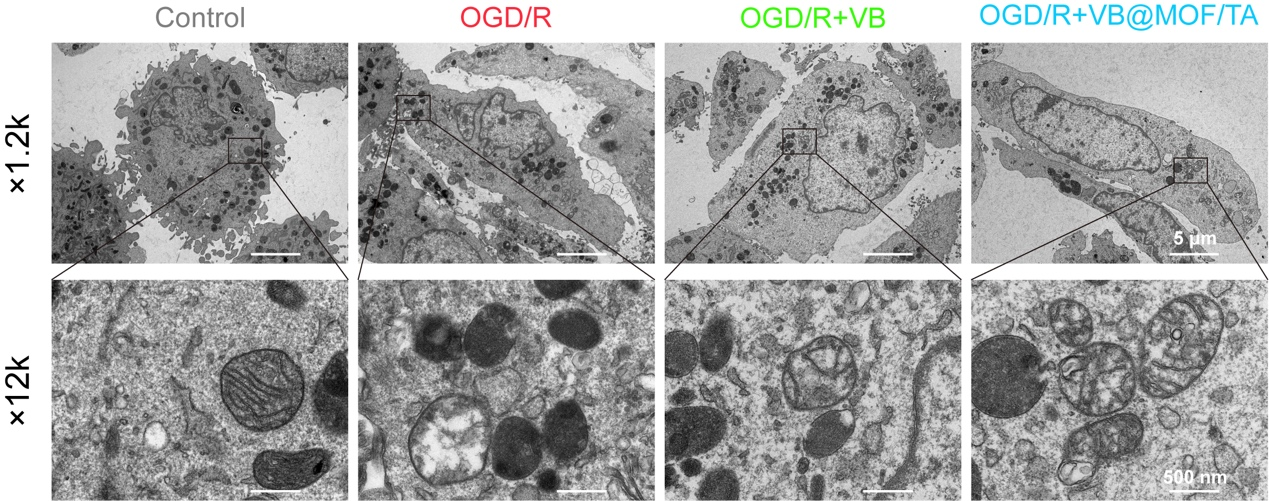 Control
OGD/R
OGD/R+VB
OGD/R+VB@MOF/TA
×1.2k
5 µm
×12k
500 nm